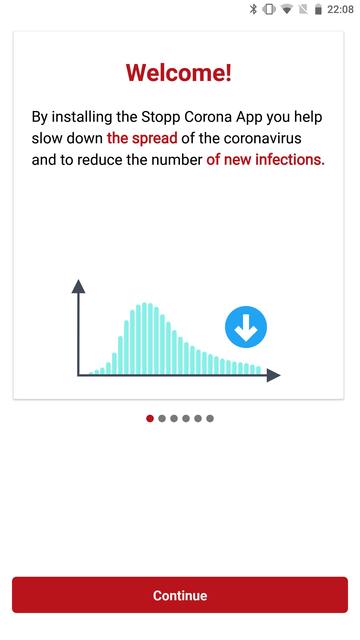 22:08
Welcome!
By installing the Stopp Corona App you help
slow down the spread of the coronavirus
and to reduce the number of new infections.
Continue